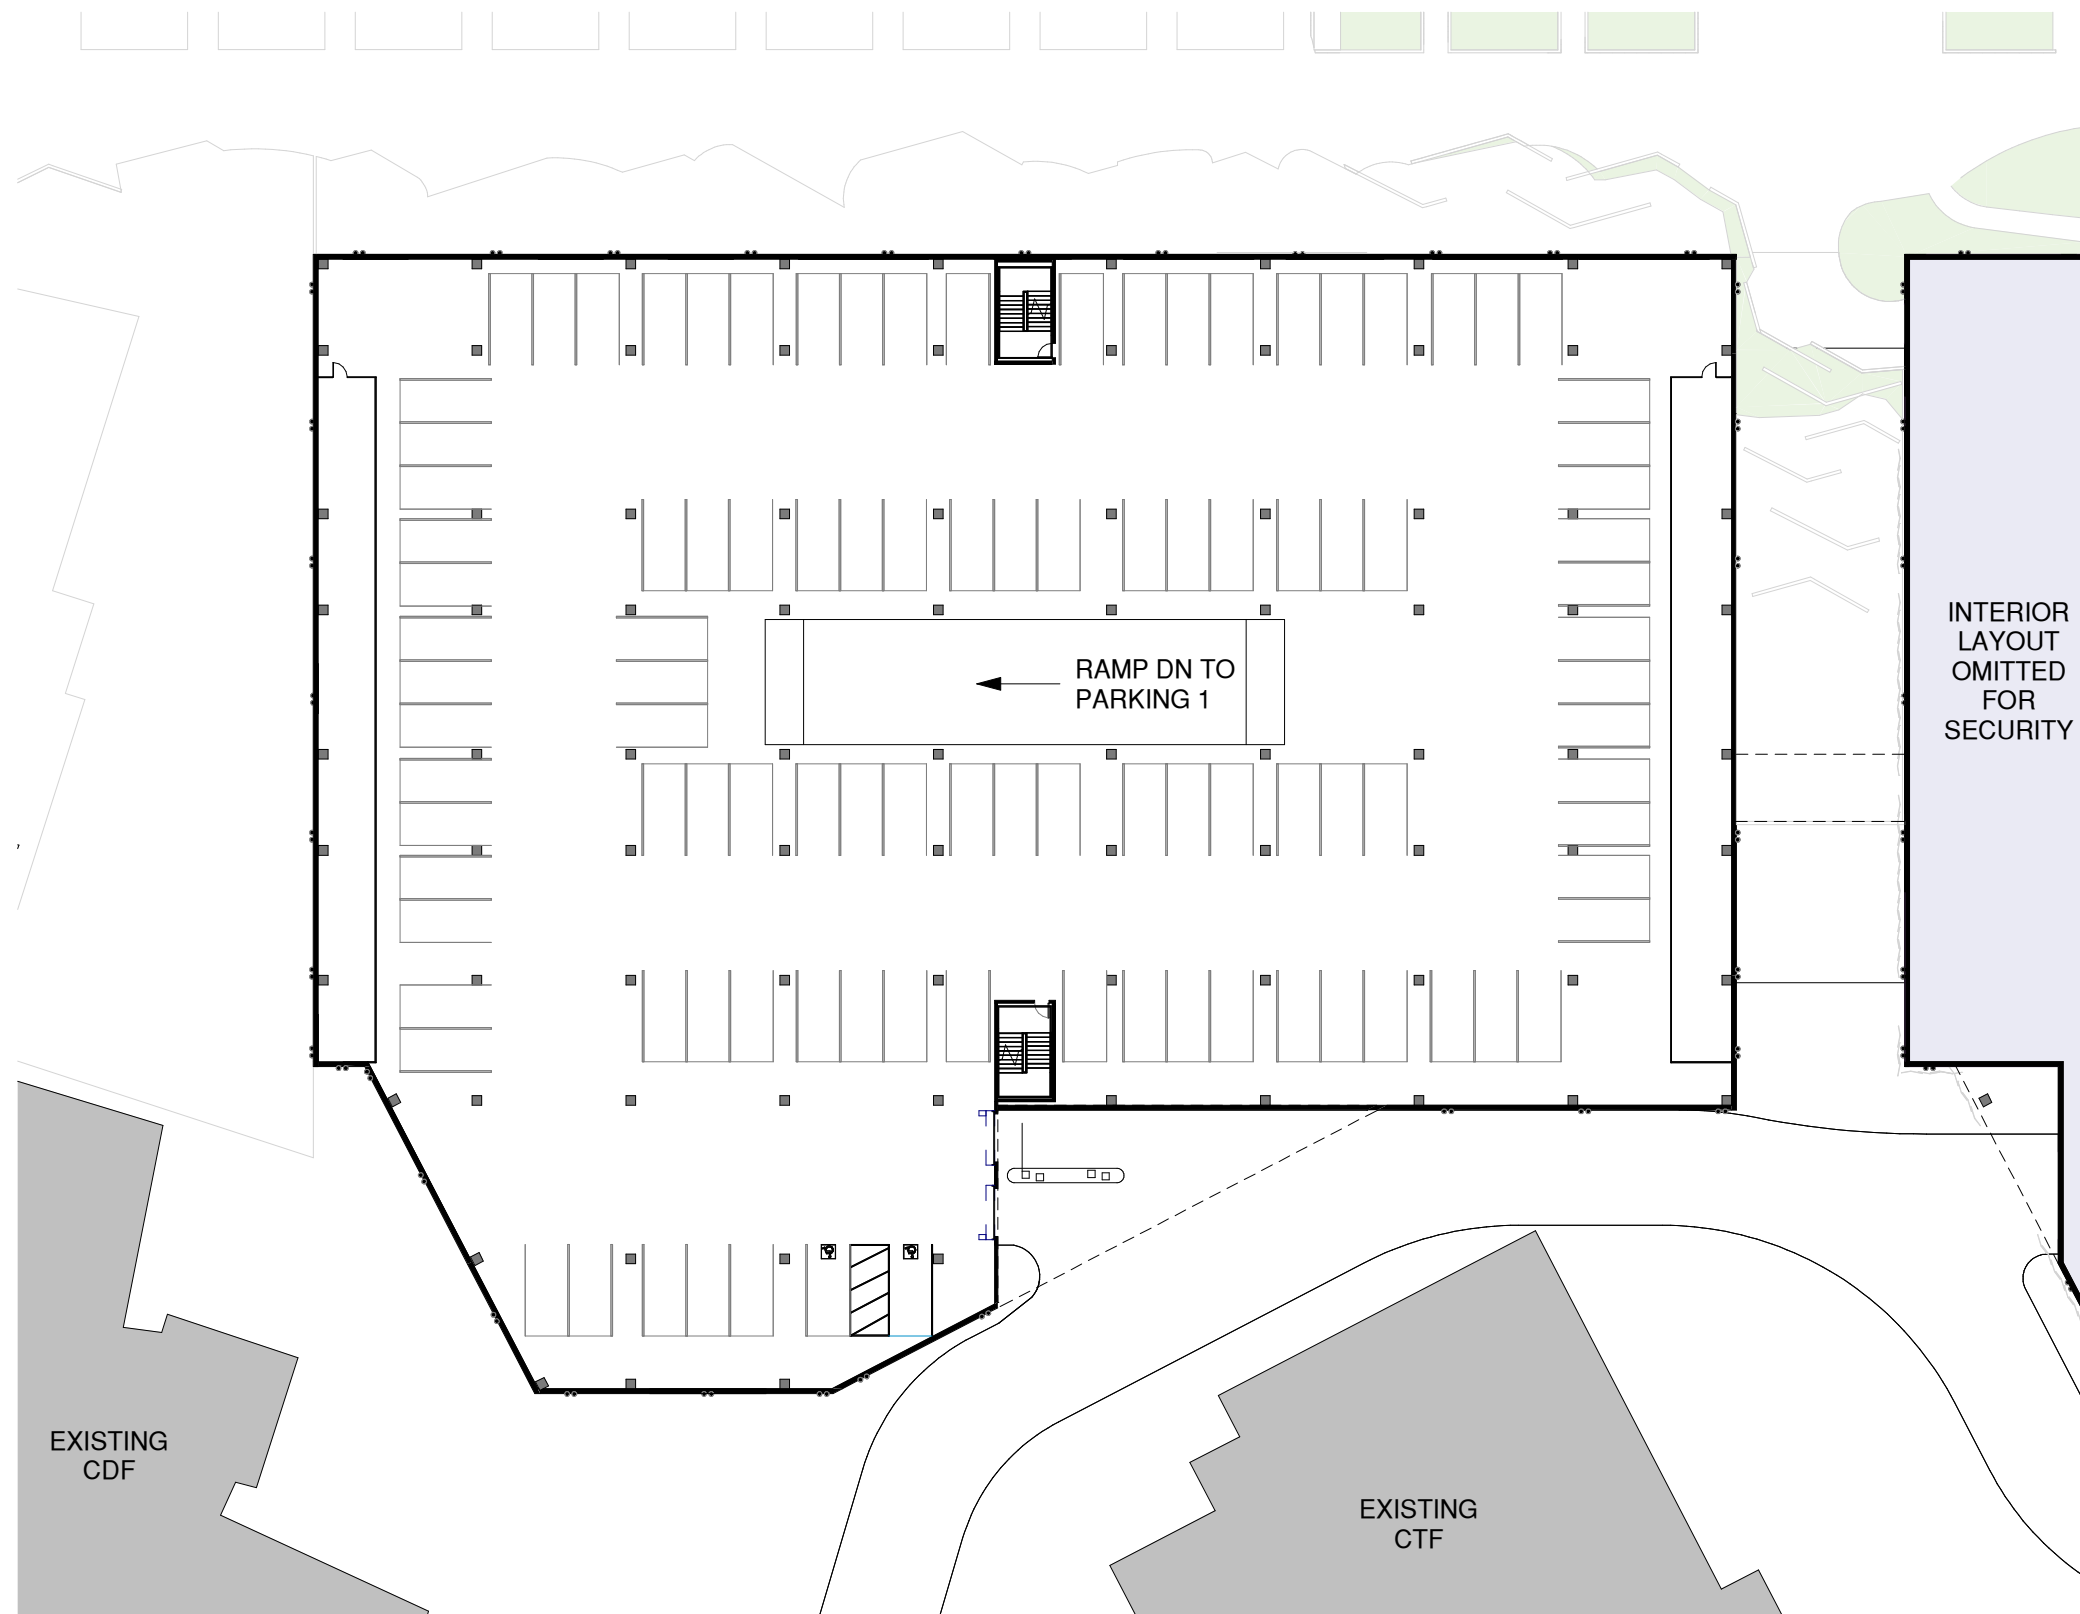 INTERIOR
LAYOUT
OMITTED
FOR
SECURITY
RAMP DN TO
PARKING 1
EXISTING
CDF
EXISTING
CTF